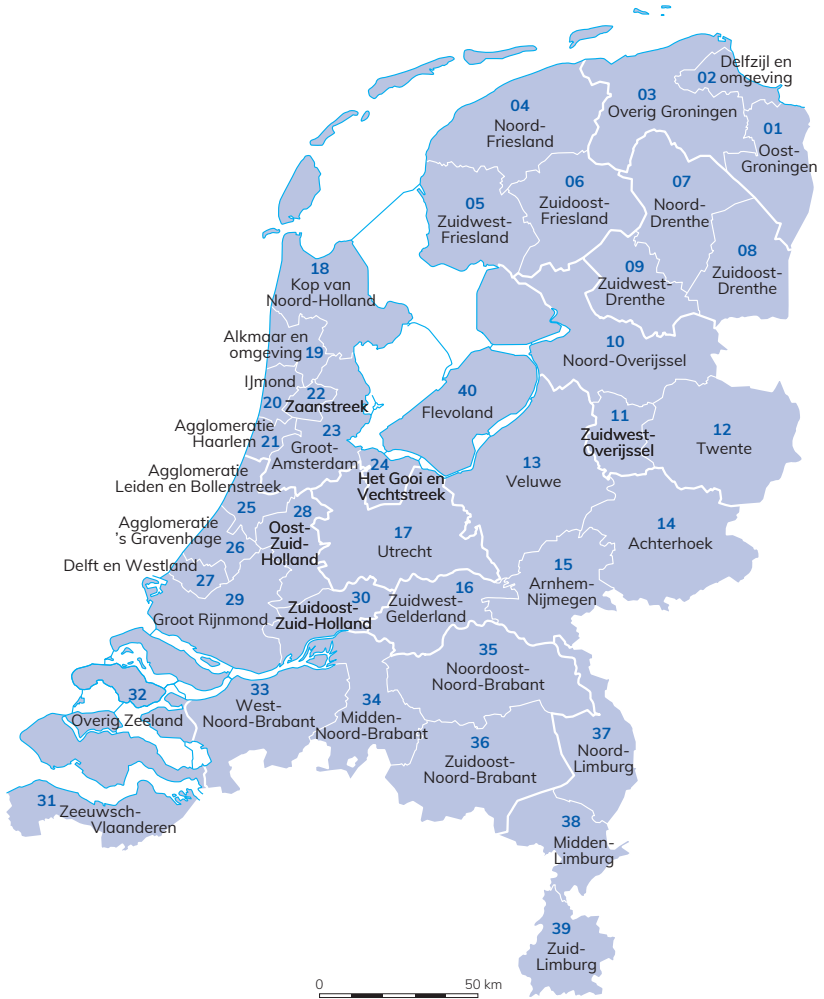 Delfzijl en
02 omgeving
03
Overig Groningen
04
Noord-
Friesland
01
Oost-
Groningen
05
Zuidwest-
Friesland
06
Zuidoost-
Friesland
07
Noord-
Drenthe
08
Zuidoost-
Drenthe
09
Zuidwest-
Drenthe
18
Kop van
Noord-Holland
Alkmaar en
omgeving 19
10
Noord-Overijssel
IJmond
20
22
Zaanstreek
40
Flevoland
11
Zuidwest-
Overijssel
12
Twente
Agglomeratie
Haarlem 21
23
Groot-
Amsterdam
24
Het Gooi en
Vechtstreek
13
Veluwe
Agglomeratie
Leiden en Bollenstreek
25
Agglomeratie
's Gravenhage
26
28
Oost-
Zuid-
Holland
17
Utrecht
14
Achterhoek
Delft en Westland
27
15
Arnhem-
Nijmegen
29
Groot Rijnmond
30
Zuidoost-
Zuid-Holland
16
Zuidwest-
Gelderland
35
Noordoost-
Noord-Brabant
32
Overig Zeeland
33
West-
Noord-Brabant
34
Midden-
Noord-Brabant
36
Zuidoost-
Noord-Brabant
37
Noord-
Limburg
31
Zeeuwsch-
Vlaanderen
38
Midden-
Limburg
39
Zuid-
Limburg
0 50 km